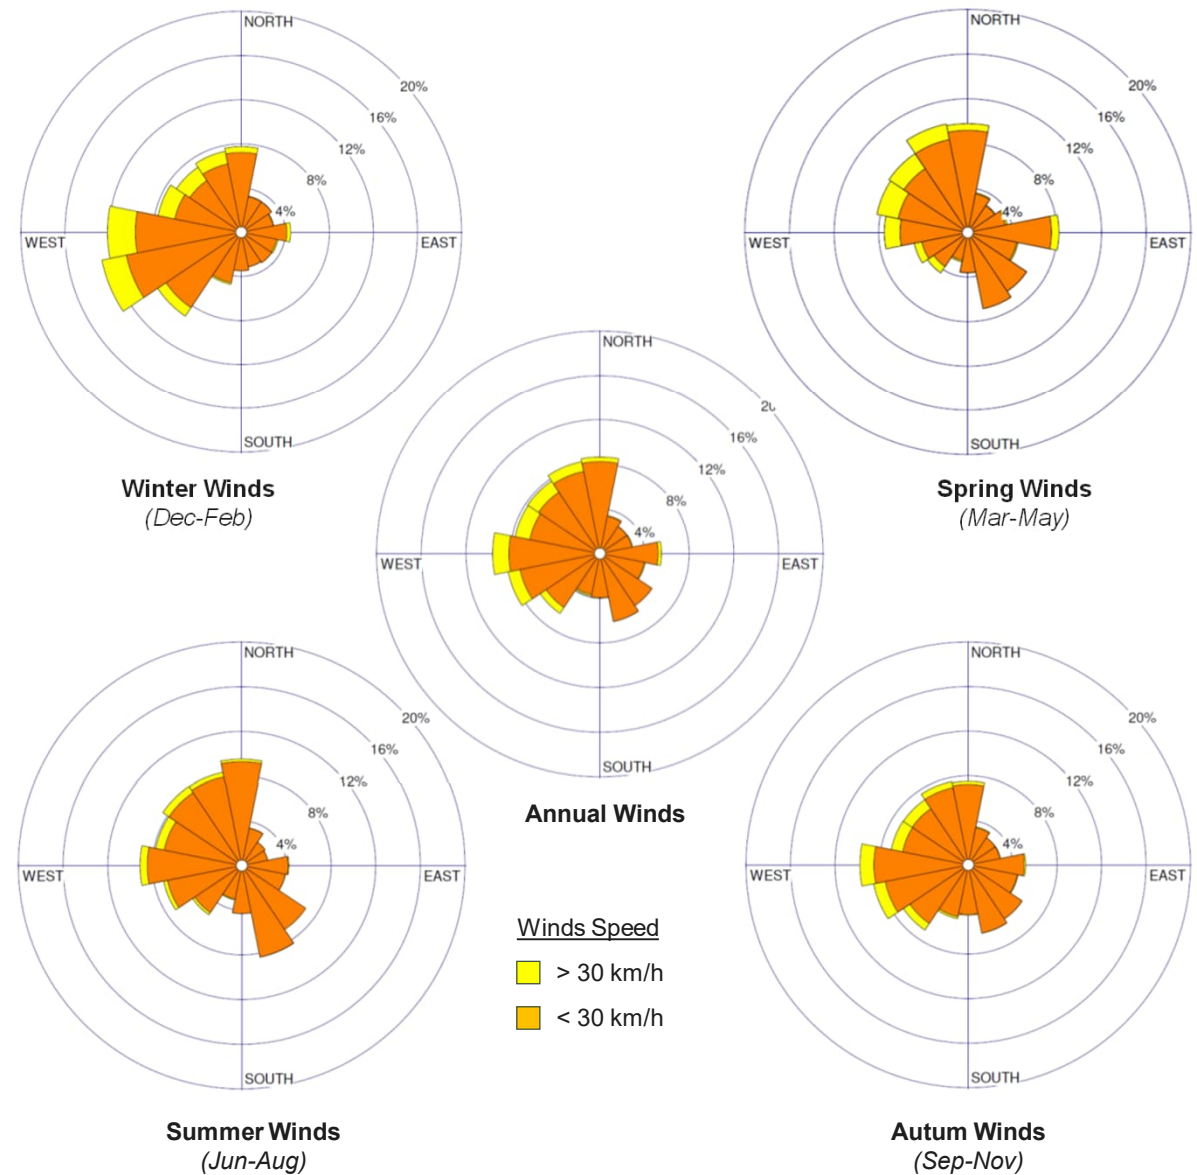 NORTH
20%
16%
12%
8%
4%
WEST
EAST
SOUTH
Winter Winds
(Dec-Feb)
NORTH
20%
16%
12%
8%
4%
WEST
EAST
SOUTH
Spring Winds
(Mar-May)
NORTH
16%
12%
8%
4%
WEST
EAST
SOUTH
Annual Winds
NORTH
20%
16%
12%
8%
4%
WEST
EAST
SOUTH
Summer Winds
(Jun-Aug)
Winds Speed
> 30 km/h
< 30 km/h
NORTH
20%
16%
12%
8%
4%
WEST
EAST
SOUTH
Autum Winds
(Sep-Nov)